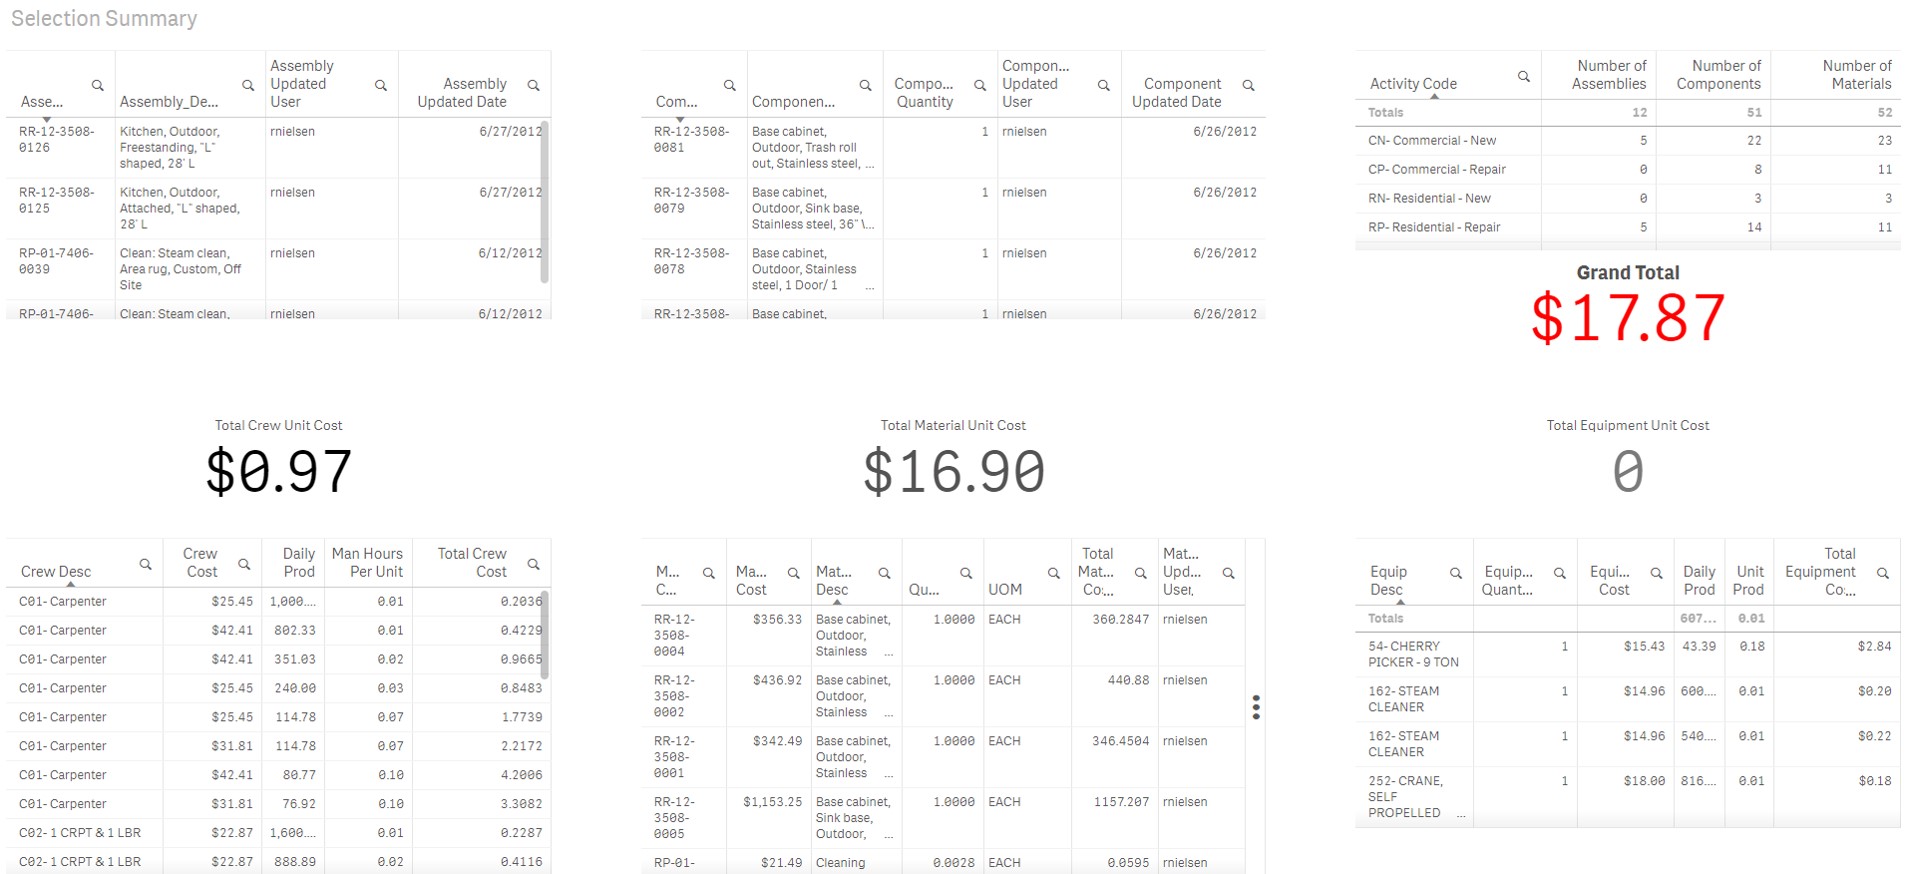 Selection Summary
Asse... Assembly_De... Assembly Updated User Assembly Updated Date
RR-12-3508-0126 Kitchen, Outdoor, Freestanding, "L" shaped, 28' L rnielsen 6/27/2012
RR-12-3508-0125 Kitchen, Outdoor, Attached, "L" shaped, 28' L rnielsen 6/27/2012
RP-01-7406-0039 Clean: Steam clean, Area rug, Custom, Off Site rnielsen 6/12/2012
RP-01-7406- Clean: Steam clean, rnielsen 6/12/2012
Com... Componen... Compo... Quantity Compon... Updated User Component Updated Date
RR-12-3508-0081 Base cabinet, Outdoor, Trash roll out, Stainless steel, ... 1 rnielsen 6/26/2012
RR-12-3508-0079 Base cabinet, Outdoor, Sink base, Stainless steel, 36" \... 1 rnielsen 6/26/2012
RR-12-3508-0078 Base cabinet, Outdoor, Stainless steel, 1 Door/ 1 ... 1 rnielsen 6/26/2012
RR-12-3508- Base cabinet, 1 rnielsen 6/26/2012
Activity Code Number of Assemblies Number of Components Number of Materials
Totals 12 51 52
CN- Commercial - New 5 22 23
CP- Commercial - Repair 0 8 11
RN- Residential - New 0 3 3
RP- Residential - Repair 5 14 11
Grand Total
$17.87
Total Crew Unit Cost
$0.97
Total Material Unit Cost
$16.90
Total Equipment Unit Cost
0
Crew Desc Crew Cost Daily Prod Man Hours Per Unit Total Crew Cost
C01- Carpenter $25.45 1,000.... 0.01 0.2036
C01- Carpenter $42.41 802.33 0.01 0.4229
C01- Carpenter $42.41 351.03 0.02 0.9665
C01- Carpenter $25.45 240.00 0.03 0.8483
C01- Carpenter $25.45 114.78 0.07 1.7739
C01- Carpenter $31.81 114.78 0.07 2.2172
C01- Carpenter $42.41 80.77 0.10 4.2006
C01- Carpenter $31.81 76.92 0.10 3.3082
C02- 1 CRPT & 1 LBR $22.87 1,600.... 0.01 0.2287
C02- 1 CRPT & 1 LBR $22.87 888.89 0.02 0.4116
M... C... Ma... Cost Mat... Desc Qu... UOM Total Mat... Co... Mat... Upd... User,
RR-12-3508-0004 $356.33 Base cabinet, Outdoor, Stainless ... 1.0000 EACH 360.2847 rnielsen
RR-12-3508-0002 $436.92 Base cabinet, Outdoor, Stainless ... 1.0000 EACH 440.88 rnielsen
RR-12-3508-0001 $342.49 Base cabinet, Outdoor, Stainless ... 1.0000 EACH 346.4504 rnielsen
RR-12-3508-0005 $1,153.25 Base cabinet, Sink base, Outdoor, ... 1.0000 EACH 1157.207 rnielsen
RP-01- $21.49 Cleaning 0.0028 EACH 0.0595 rnielsen
Equip Desc Equip... Quant... Equi... Cost Daily Prod Unit Prod Total Equipment Co...
Totals 607... 0.01
54- CHERRY PICKER - 9 TON 1 $15.43 43.39 0.18 $2.84
162- STEAM CLEANER 1 $14.96 600.... 0.01 $0.20
162- STEAM CLEANER 1 $14.96 540.... 0.01 $0.22
252- CRANE, SELF PROPELLED ... 1 $18.00 816.... 0.01 $0.18